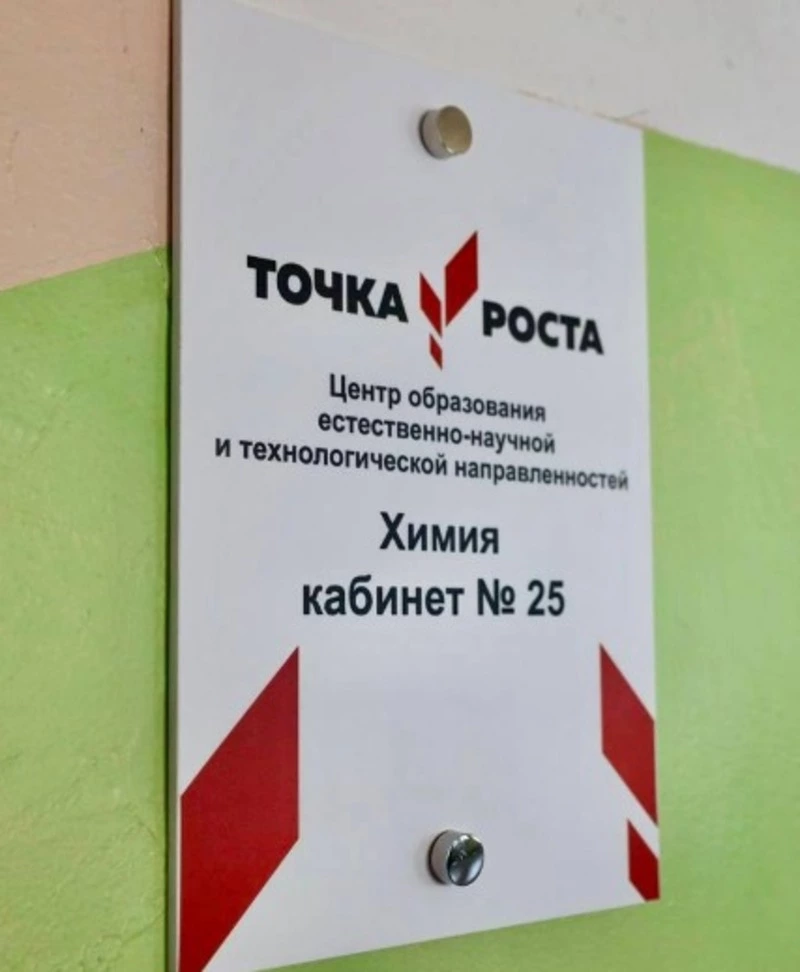 ТОЧКА РОСТА
Центр образования
естественно-научной
и технологической направленностей
Химия
кабинет № 25